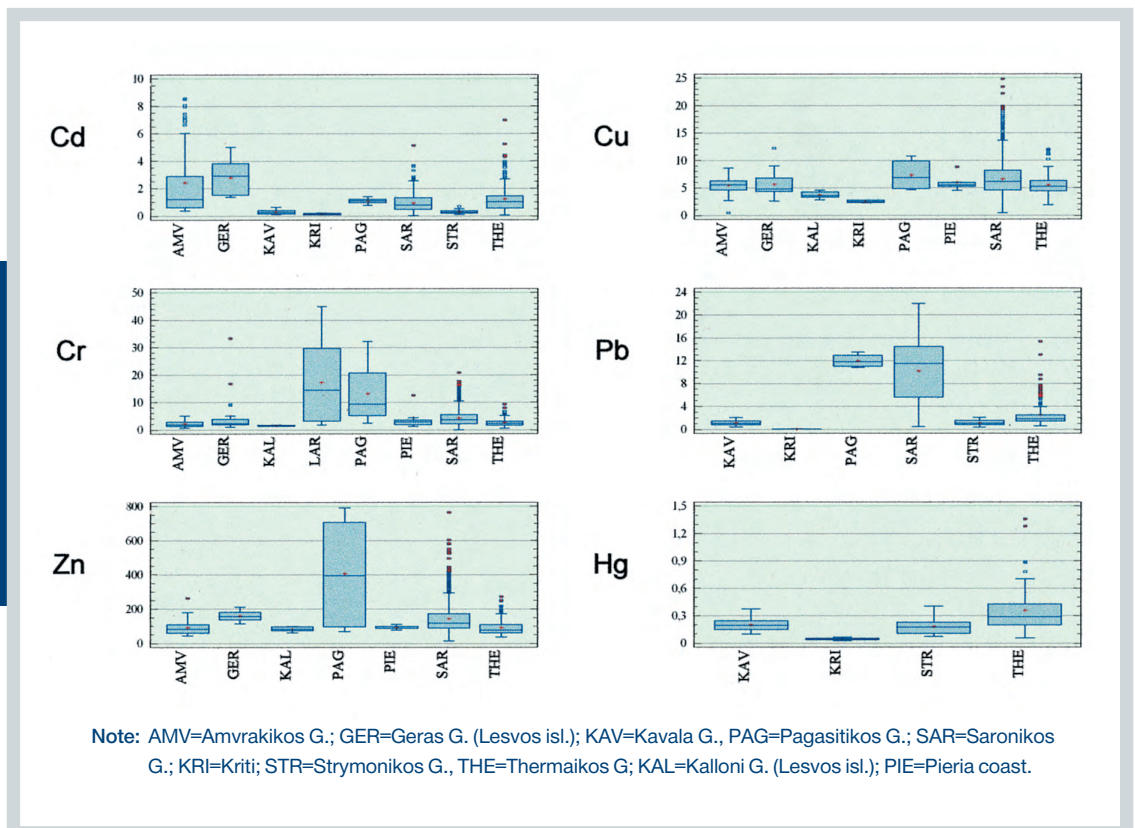 Cd
10
8
6
4
2
0
AMV GER KAV KRI PAG SAR STR THE
Cu
25
20
15
10
5
0
AMV GER KAL KRI PAG PIE SAR THE
Cr
50
40
30
20
10
0
AMV GER KAL LAR PAG PIE SAR THE
Pb
24
20
16
12
8
4
0
KAV KRI PAG SAR STR THE
Zn
800
600
400
200
0
AMV GER KAL PAG PIE SAR THE
Hg
1,5
1,2
0,9
0,6
0,3
0
KAV KRI STR THE
Note: AMV=Amvrakikos G.; GER=Geras G. (Lesvos isl.); KAV=Kavala G., PAG=Pagasitikos G.; SAR=Saronikos
G.; KRI=Kriti; STR=Strymonikos G., THE=Thermaikos G; KAL=Kalloni G. (Lesvos isl.); PIE=Pieria coast.